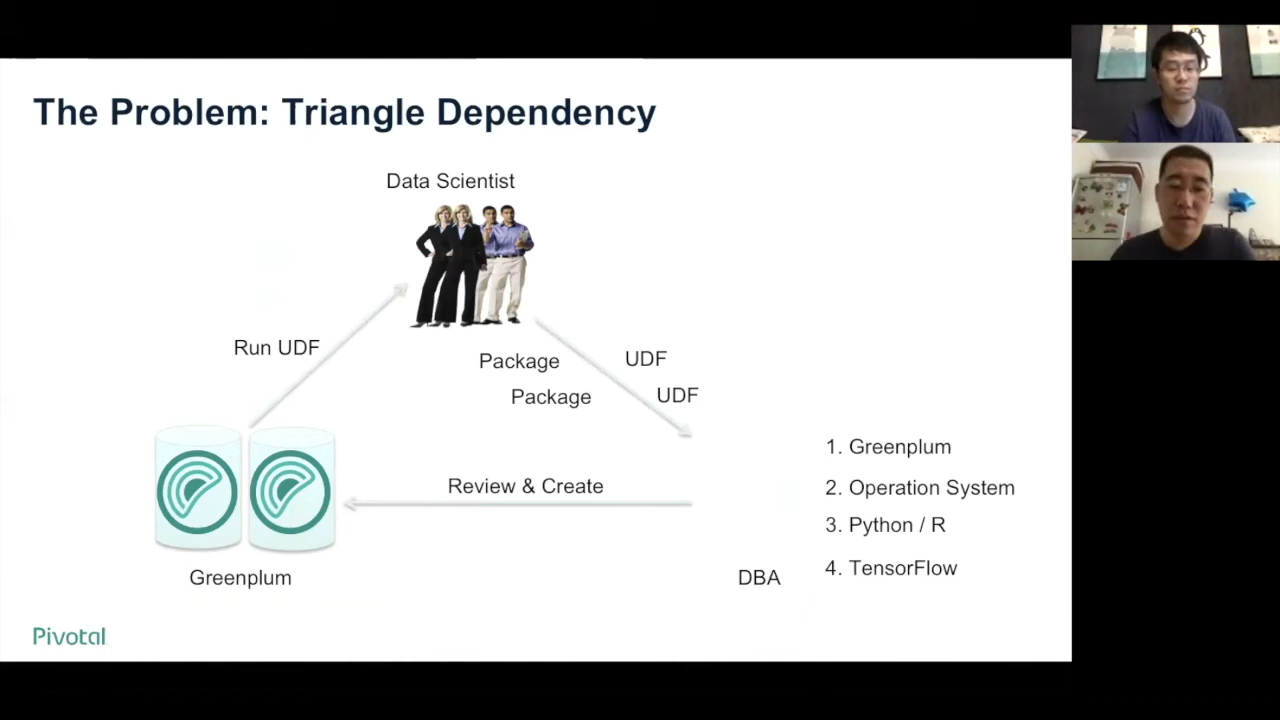 The Problem: Triangle Dependency
Data Scientist
Run UDF
Package
UDF
Package
UDF
1. Greenplum
Review & Create
2. Operation System
3. Python / R
4. TensorFlow
Greenplum
DBA
Pivotal